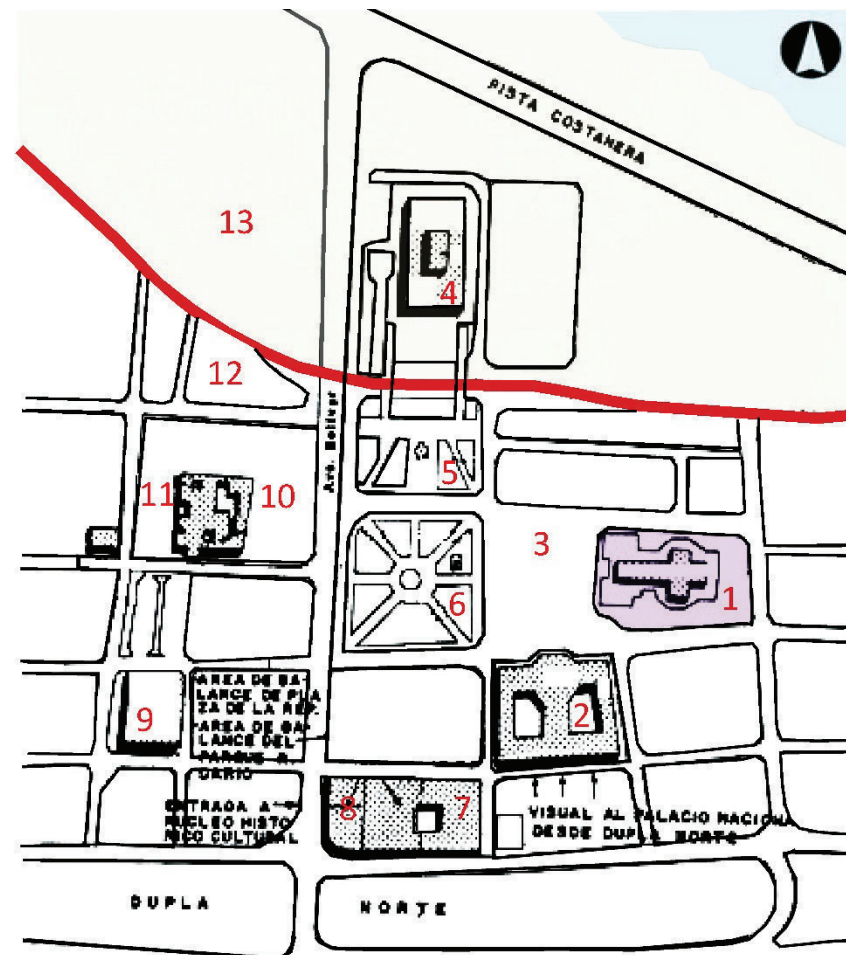 PISTA COSTANERA
13
4
12
Ave. Bolivar
5
11
10
3
6
1
AREA DE BA-
LANCE DE PLA
ZA DE LA REP.
AREA DE BA-
LANCE DEL
PARQUE R.
DARIO
2
9
ENTRADA A
NUCLEO HISTO
RICO CULTURAL
8
7
VISUAL AL PALACIO NACIONA
DESDE DUPLA NORTE
DUPLA
NORTE